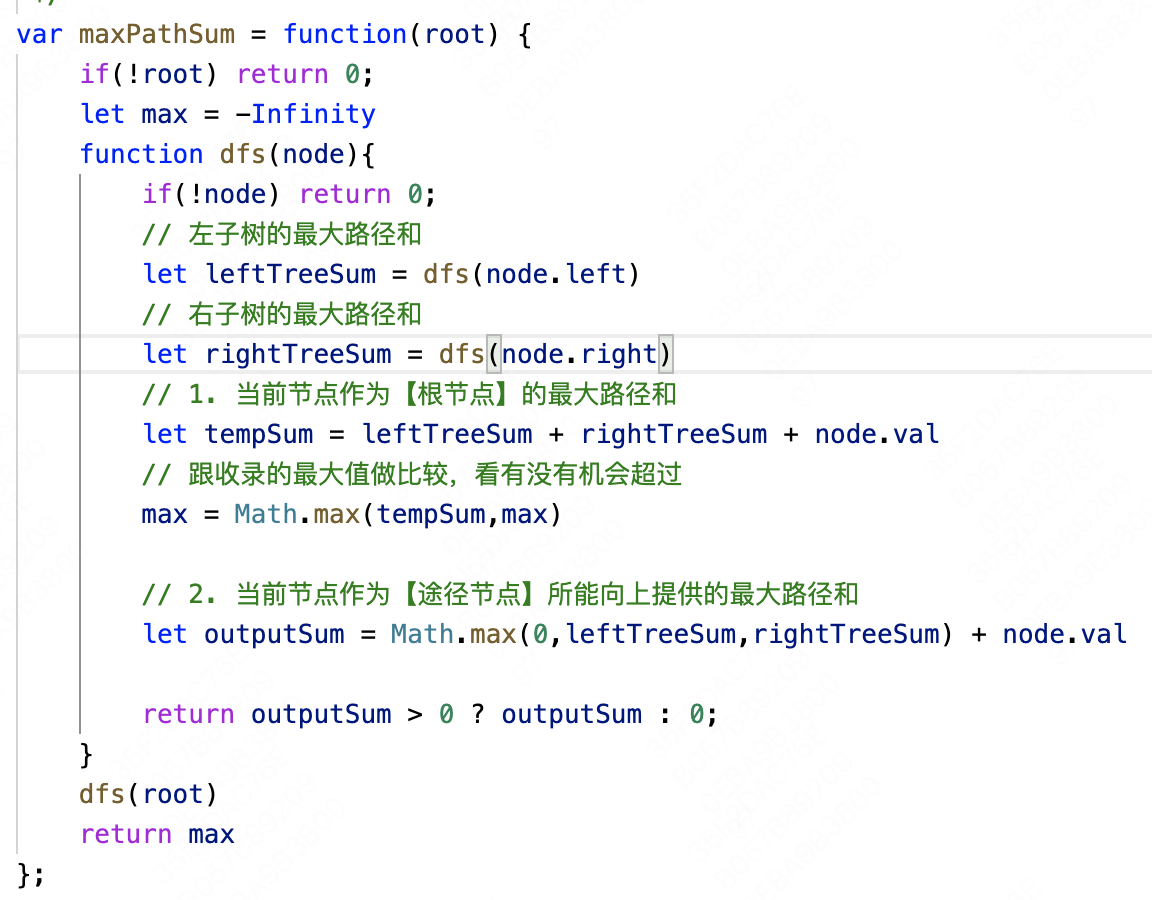 */
var maxPathSum = function(root) {
    if(!root) return 0;
    let max = -Infinity
    function dfs(node){
        if(!node) return 0;
        // 左子树的最大路径和
        let leftTreeSum = dfs(node.left)
        // 右子树的最大路径和
        let rightTreeSum = dfs(node.right)
        // 1. 当前节点作为【根节点】的最大路径和
        let tempSum = leftTreeSum + rightTreeSum + node.val
        // 跟收录的最大值做比较，看有没有机会超过
        max = Math.max(tempSum,max)

        // 2. 当前节点作为【途径节点】所能向上提供的最大路径和
        let outputSum = Math.max(0,leftTreeSum,rightTreeSum) + node.val

        return outputSum > 0 ? outputSum : 0;
    }
    dfs(root)
    return max
};